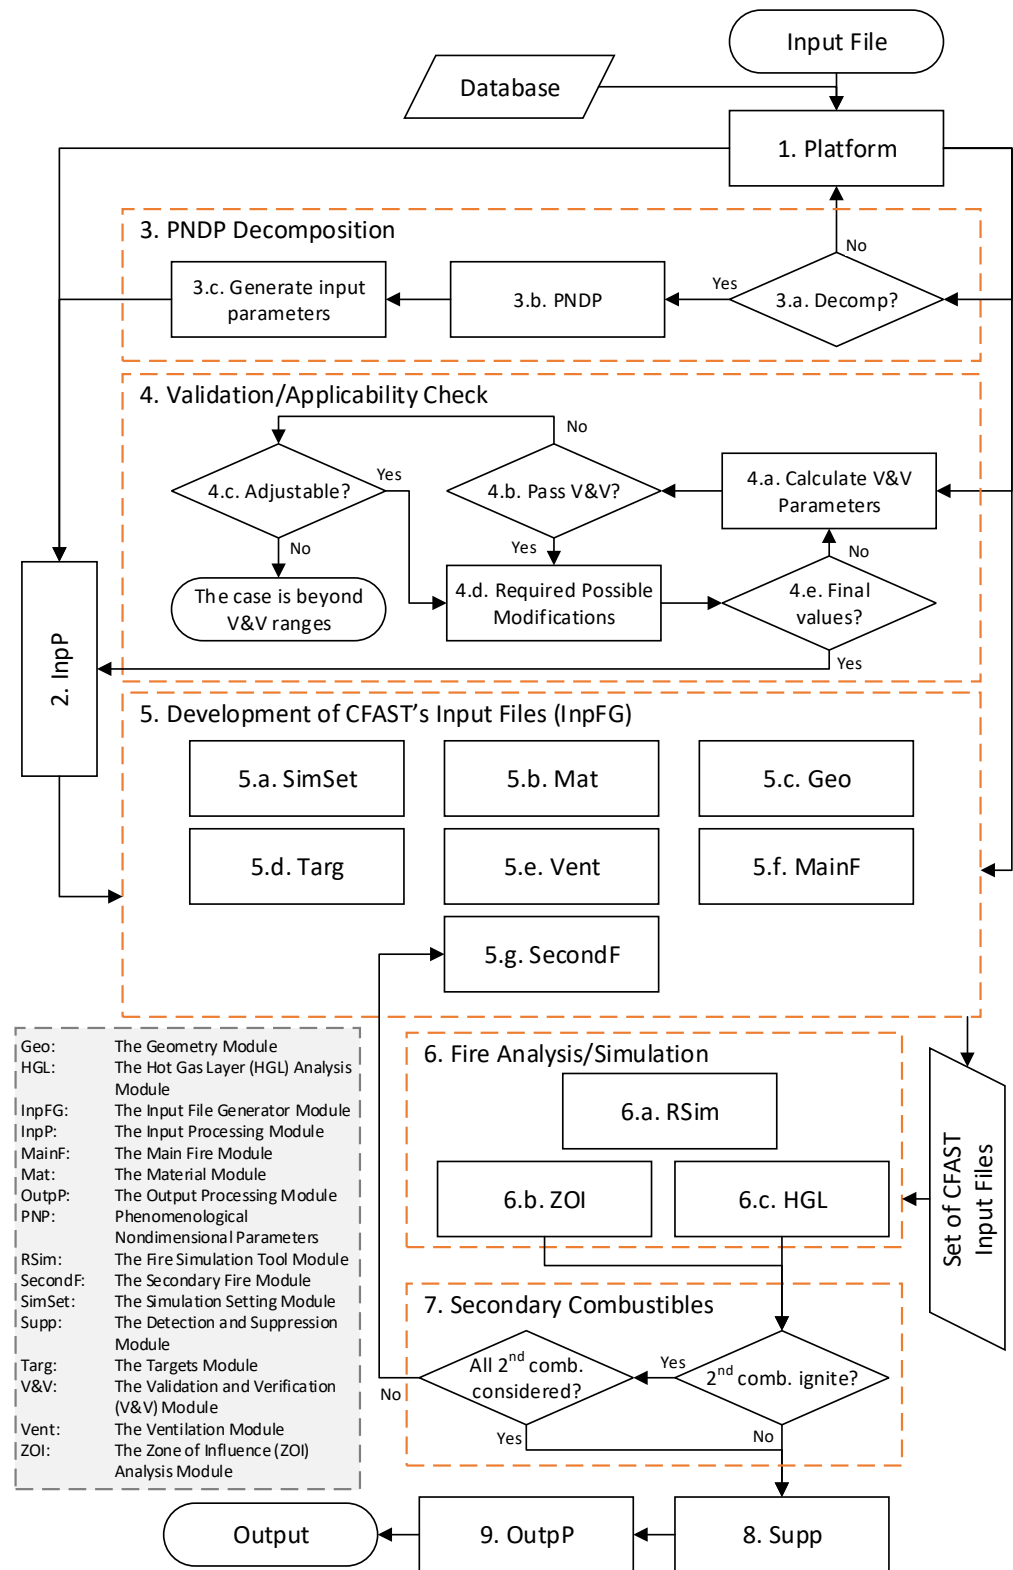 Input File
Database
1. Platform
3. PNDP Decomposition
No
3.c. Generate input
parameters
3.b. PNDP
Yes
3.a. Decomp?
4. Validation/Applicability Check
No
4.c. Adjustable?
Yes
4.b. Pass V&V?
4.a. Calculate V&V
Parameters
No
Yes
No
The case is beyond
V&V ranges
4.d. Required Possible
Modifications
4.e. Final
values?
Yes
2. InpP
5. Development of CFAST's Input Files (InpFG)
5.a. SimSet
5.b. Mat
5.c. Geo
5.d. Targ
5.e. Vent
5.f. MainF
5.g. SecondF
Geo: The Geometry Module
HGL: The Hot Gas Layer (HGL) Analysis
Module
InpFG: The Input File Generator Module
InpP: The Input Processing Module
MainF: The Main Fire Module
Mat: The Material Module
OutpP: The Output Processing Module
PNP: Phenomenological
Nondimensional Parameters
RSim: The Fire Simulation Tool Module
SecondF: The Secondary Fire Module
SimSet: The Simulation Setting Module
Supp: The Detection and Suppression
Module
Targ: The Targets Module
V&V: The Validation and Verification
(V&V) Module
Vent: The Ventilation Module
ZOI: The Zone of Influence (ZOI)
Analysis Module
6. Fire Analysis/Simulation
6.a. RSim
6.b. ZOI
6.c. HGL
Set of CFAST
Input Files
7. Secondary Combustibles
All 2nd comb.
considered?
Yes
2nd comb. ignite?
No
Yes
No
Output
9. OutpP
8. Supp